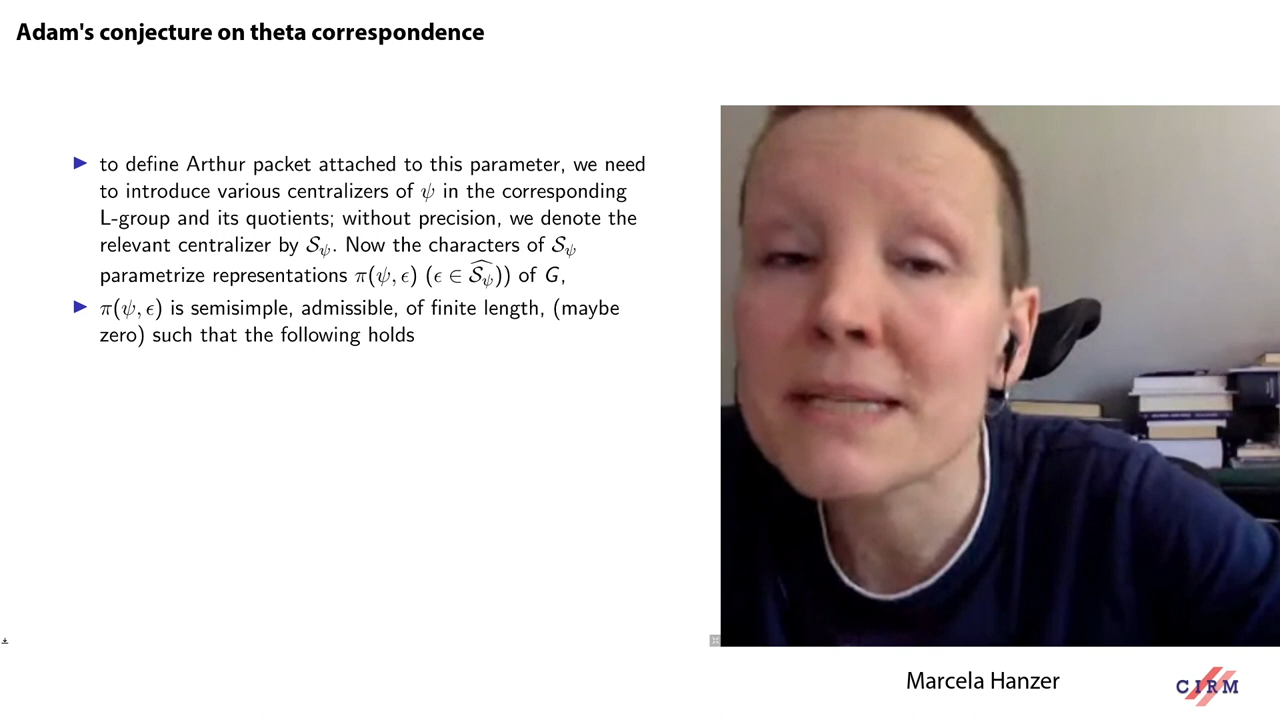 Adam's conjecture on theta correspondence
▶ to define Arthur packet attached to this parameter, we need
to introduce various centralizers of ψ in the corresponding
L-group and its quotients; without precision, we denote the
relevant centralizer by 𝒮_ψ. Now the characters of 𝒮_ψ
parametrize representations π(ψ, ϵ) (ϵ ∈ \widehat{𝒮_ψ})) of G,
▶ π(ψ, ϵ) is semisimple, admissible, of finite length, (maybe
zero) such that the following holds
Marcela Hanzer
CIRM